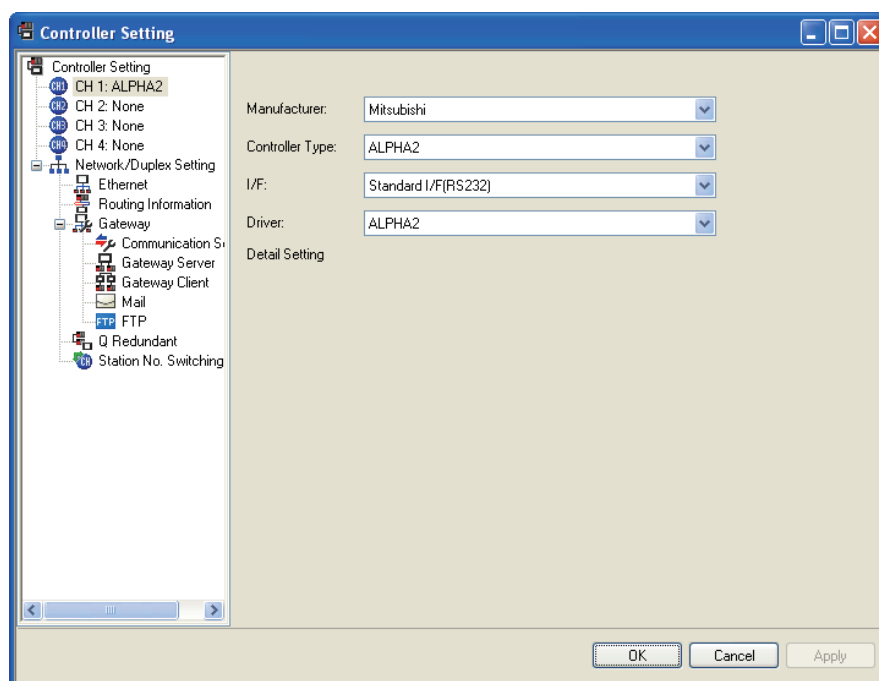 Controller Setting
Controller Setting
CH1 CH 1: ALPHA2
CH2 CH 2: None
CH3 CH 3: None
CH4 CH 4: None
Network/Duplex Setting
Ethernet
Routing Information
Gateway
Communication S
Gateway Server
Gateway Client
Mail
FTP FTP
Q Redundant
CH Station No. Switching
Manufacturer: Mitsubishi
Controller Type: ALPHA2
I/F: Standard I/F(RS232)
Driver: ALPHA2
Detail Setting
OK Cancel Apply